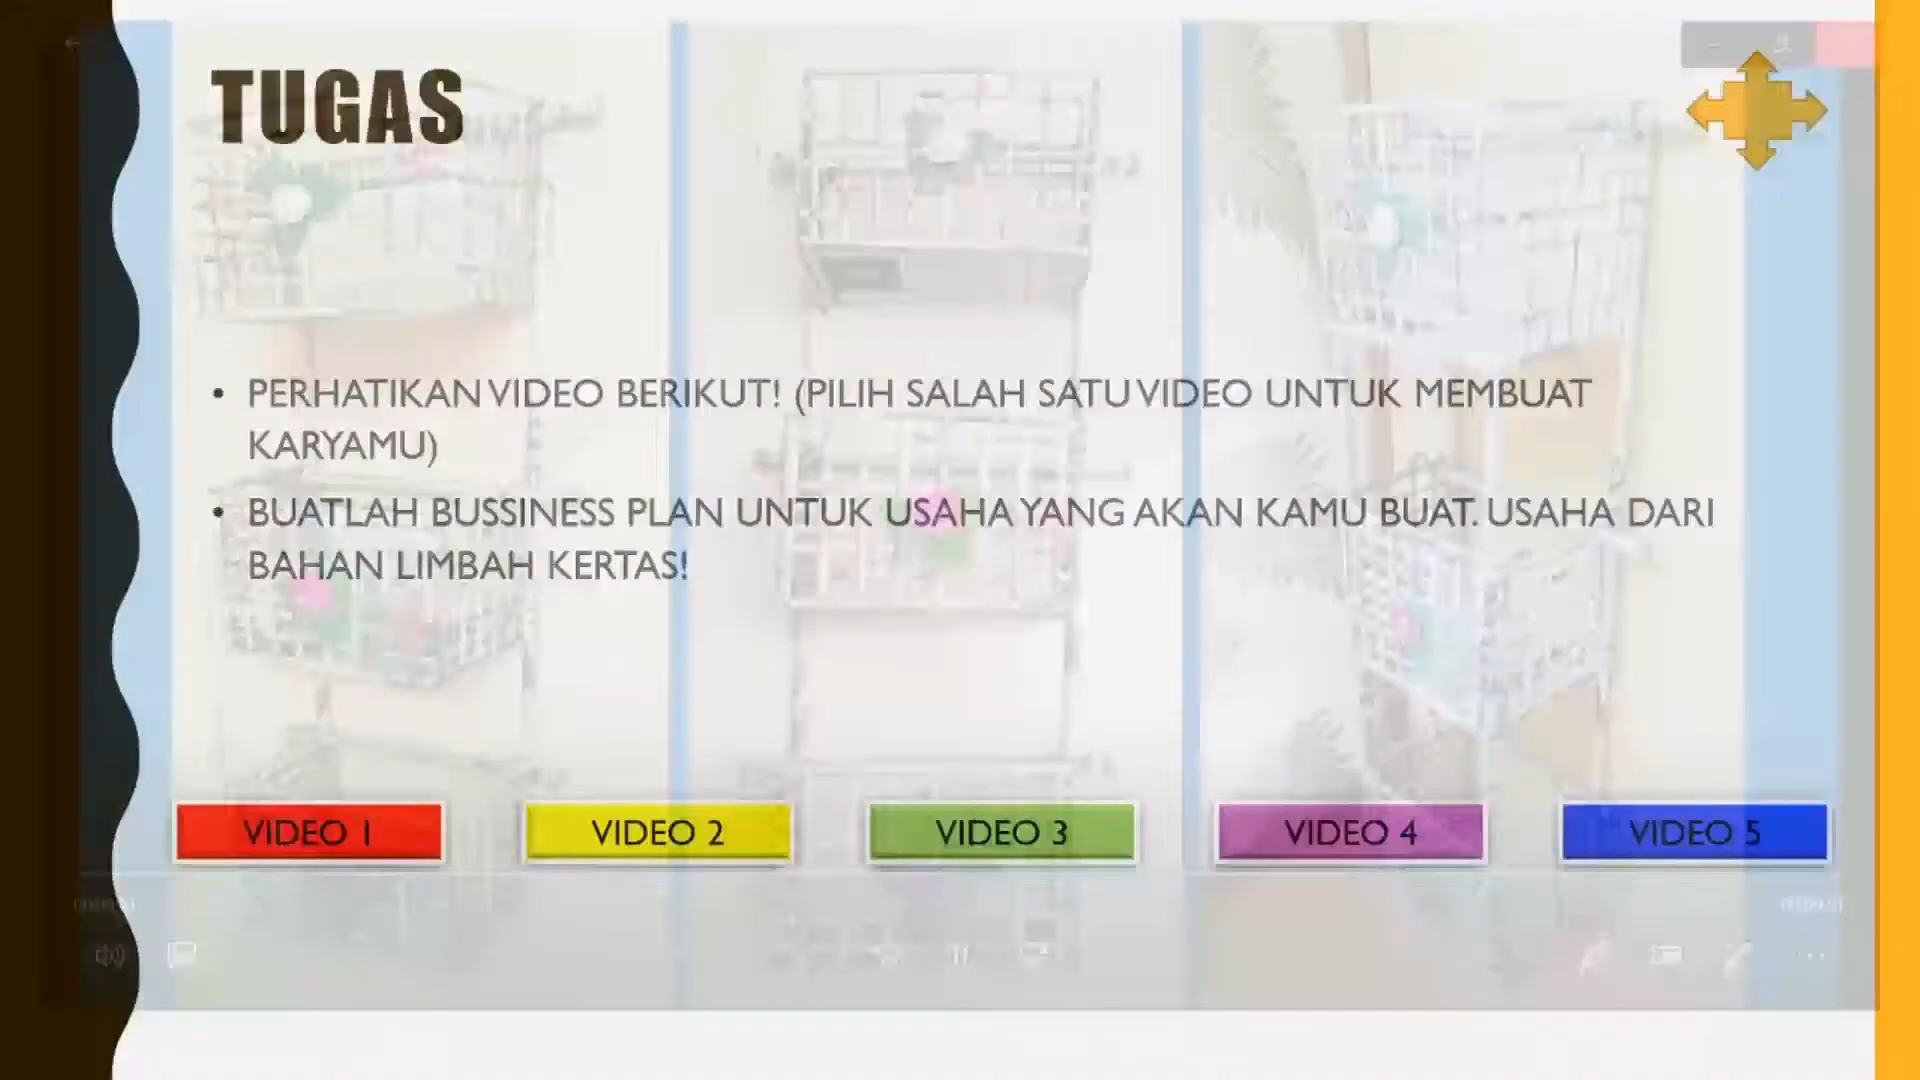 TUGAS
• PERHATIKAN VIDEO BERIKUT! (PILIH SALAH SATU VIDEO UNTUK MEMBUAT
KARYAMU)
• BUATLAH BUSSINESS PLAN UNTUK USAHA YANG AKAN KAMU BUAT. USAHA DARI
BAHAN LIMBAH KERTAS!
VIDEO 1
VIDEO 2
VIDEO 3
VIDEO 4
VIDEO 5